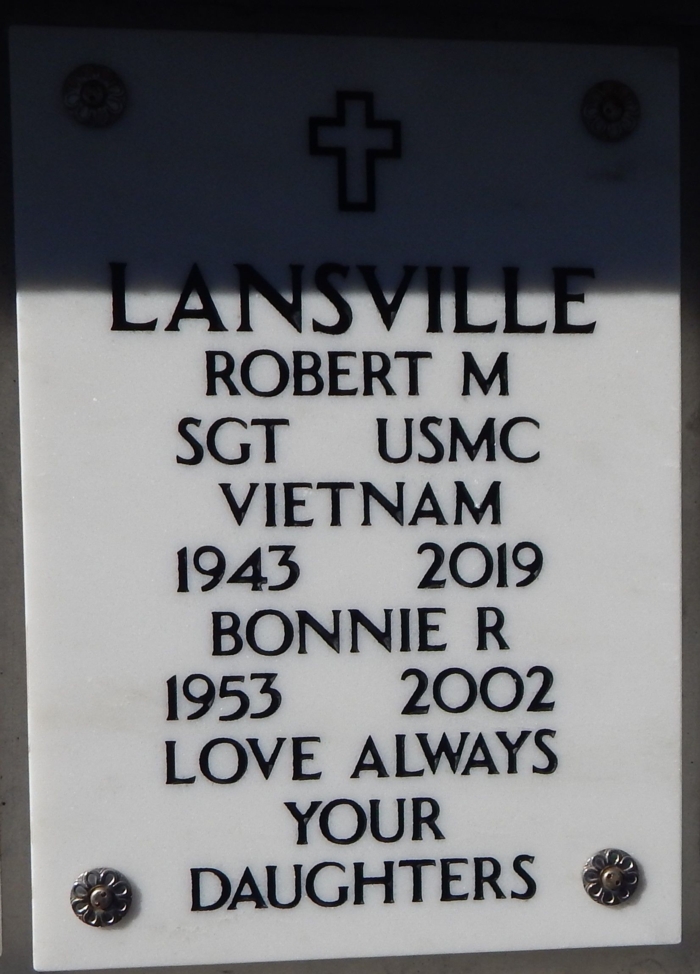 LANSVILLE
ROBERT M
SGT USMC
VIETNAM
1943 2019
BONNIE R
1953 2002
LOVE ALWAYS
YOUR
DAUGHTERS